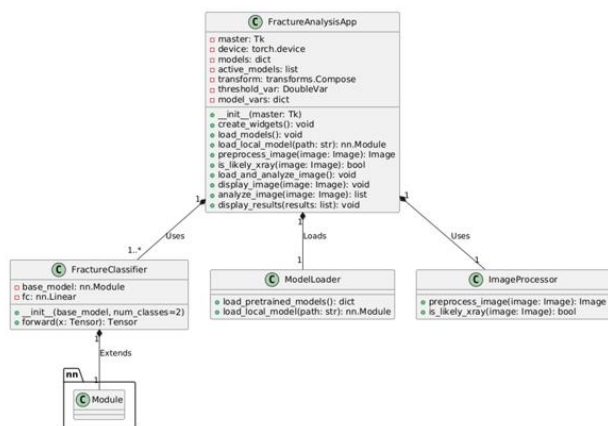 C FractureAnalysisApp
master: Tk
device: torch.device
models: dict
active_models: list
transform: transforms.Compose
threshold_var: DoubleVar
model_vars: dict
__init__(master: Tk)
create_widgets(): void
load_models(): void
load_local_model(path: str): nn.Module
preprocess_image(image: Image): Image
is_likely_xray(image: Image): bool
load_and_analyze_image(): void
display_image(image: Image): void
analyze_image(image: Image): list
display_results(results: list): void
1 1 1
Uses Loads Uses
1..* 1 1
C FractureClassifier
base_model: nn.Module
fc: nn.Linear
__init__(base_model, num_classes=2)
forward(x: Tensor): Tensor
C ModelLoader
load_pretrained_models(): dict
load_local_model(path: str): nn.Module
C ImageProcessor
preprocess_image(image: Image): Image
is_likely_xray(image: Image): bool
1
Extends
nn
1
C Module